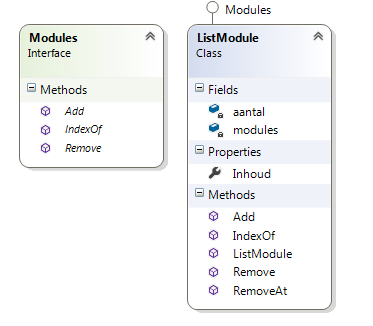 Modules
Interface
Methods
Add
IndexOf
Remove
Modules
ListModule
Class
Fields
aantal
modules
Properties
Inhoud
Methods
Add
IndexOf
ListModule
Remove
RemoveAt